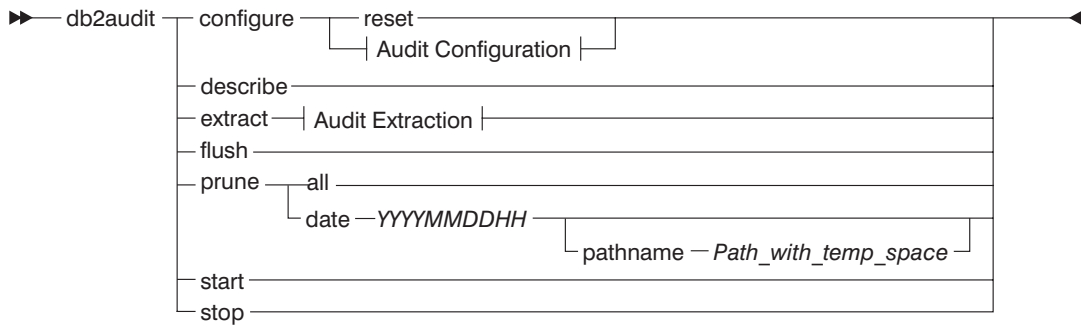 db2audit configure reset
Audit Configuration
describe
extract Audit Extraction
flush
prune all
date YYYYMMDDHH
pathname Path_with_temp_space
start
stop